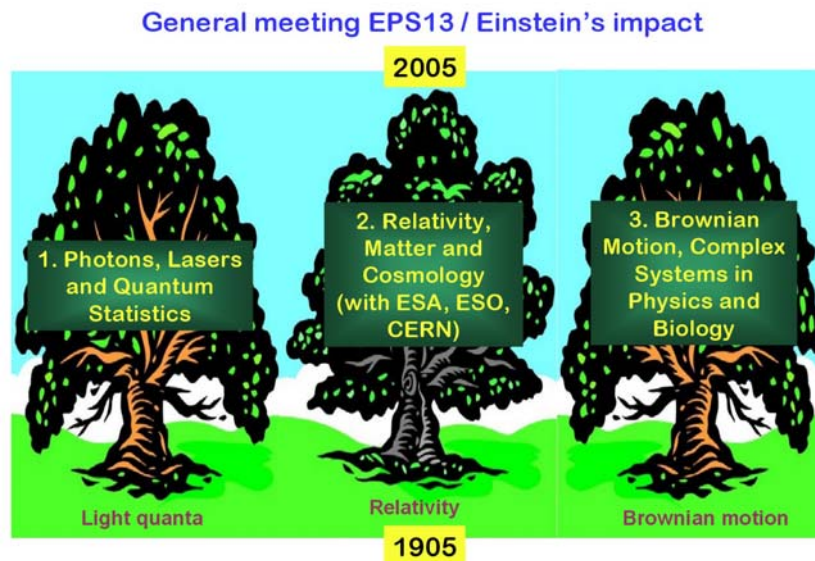 General meeting EPS13 / Einstein's impact
2005
1. Photons, Lasers
and Quantum
Statistics
2. Relativity,
Matter and
Cosmology
(with ESA, ESO,
CERN)
3. Brownian
Motion, Complex
Systems in
Physics and
Biology
Light quanta
Relativity
Brownian motion
1905